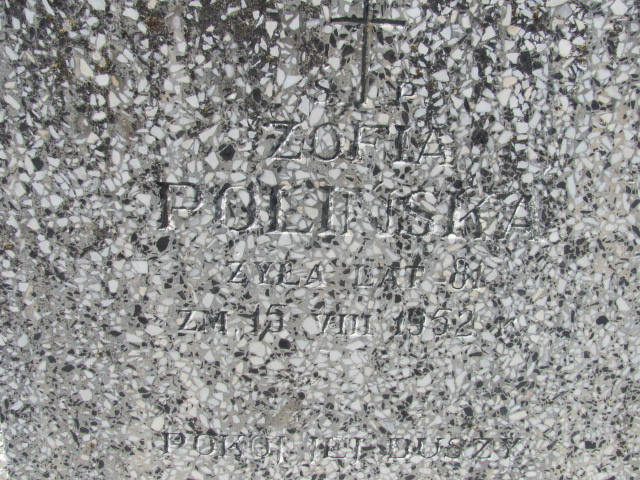 Ś P
ZOFIA
POLIŃSKA
ŻYŁA LAT 81
ZM. 15 VIII 1952
POKÓJ JEJ DUSZY